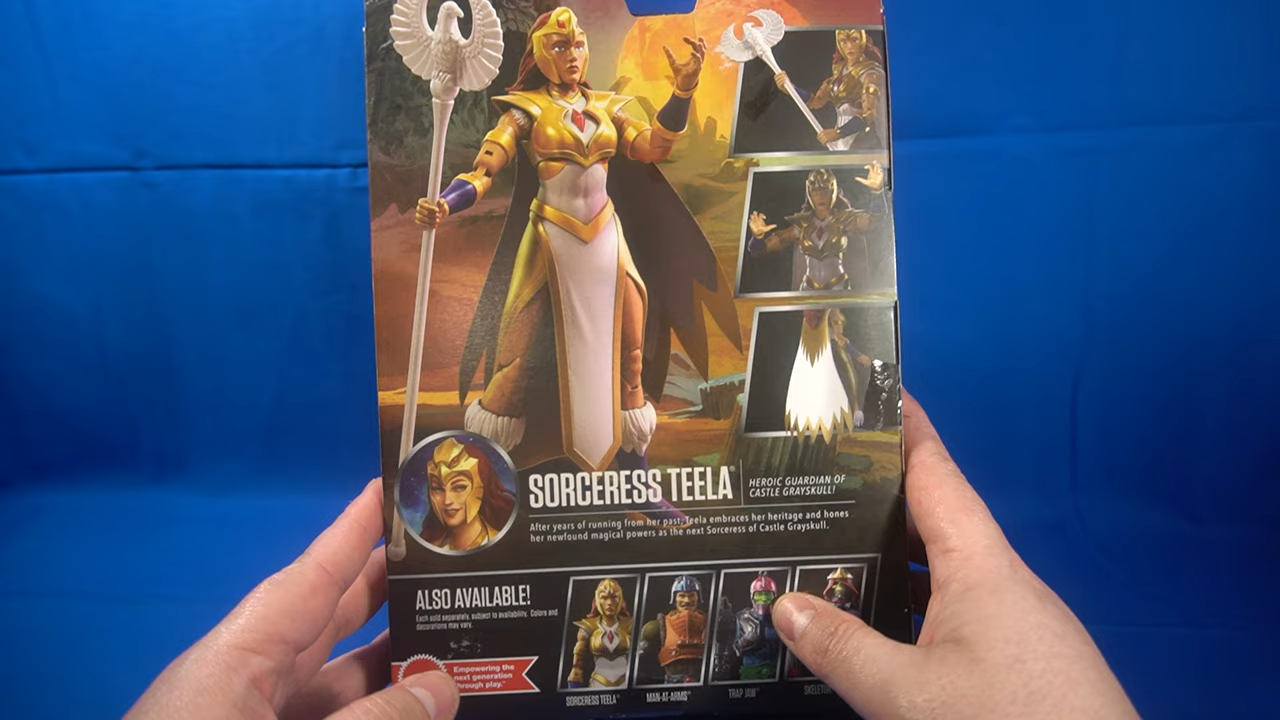 SORCERESS TEELA®
HEROIC GUARDIAN OF
CASTLE GRAYSKULL!
After years of running from her past, Teela embraces her heritage and hones
her newfound magical powers as the next Sorceress of Castle Grayskull.
ALSO AVAILABLE!
Each sold separately, subject to availability. Colors and
decorations may vary.
Empowering the
next generation
through play.™
SORCERESS TEELA®
MAN-AT-ARMS®
TRAP JAW®